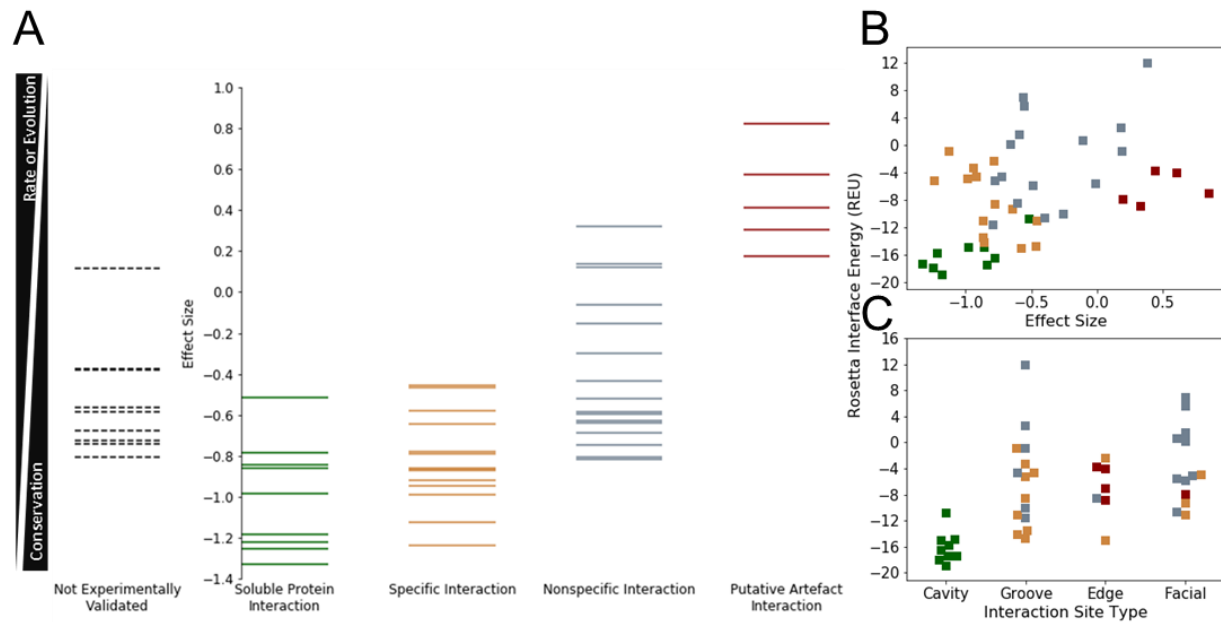 A
Rate or Evolution
Conservation
Effect Size
1.0
0.8
0.6
0.4
0.2
0.0
−0.2
−0.4
−0.6
−0.8
−1.0
−1.2
−1.4
Not Experimentally
Validated
Soluble Protein
Interaction
Specific Interaction
Nonspecific Interaction
Putative Artefact
Interaction
B
Rosetta Interface Energy (REU)
12
8
4
0
−4
−8
−12
−16
−20
−1.0
−0.5
0.0
0.5
Effect Size
C
16
12
8
4
0
−4
−8
−12
−16
−20
Cavity
Groove
Edge
Facial
Interaction Site Type